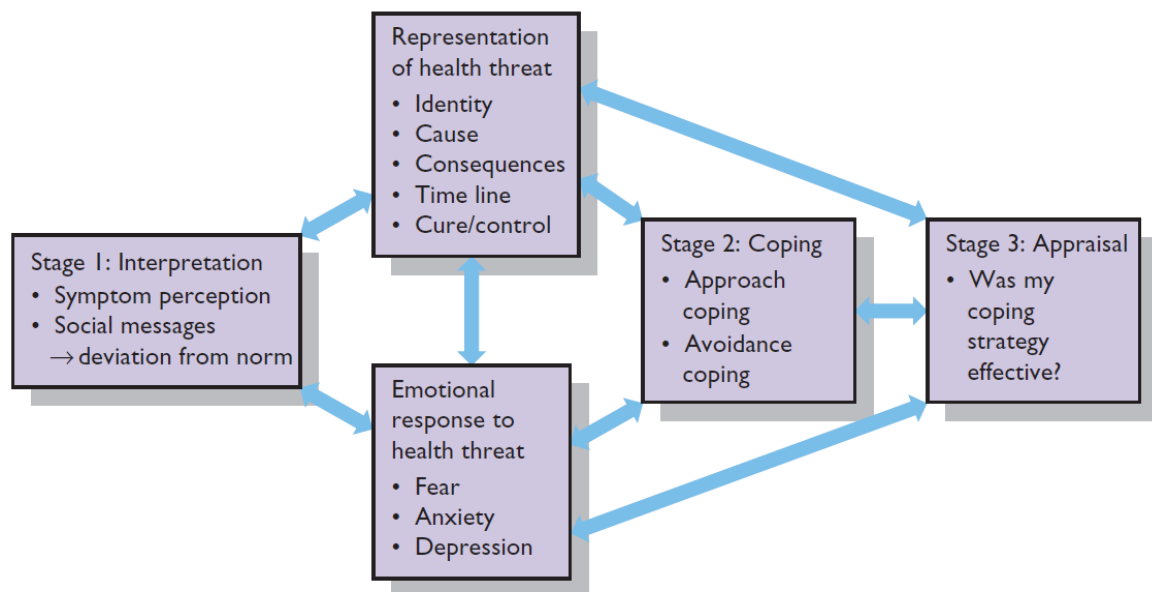 Representation
of health threat
• Identity
• Cause
• Consequences
• Time line
• Cure/control
Stage 1: Interpretation
• Symptom perception
• Social messages
→ deviation from norm
Emotional
response to
health threat
• Fear
• Anxiety
• Depression
Stage 2: Coping
• Approach
coping
• Avoidance
coping
Stage 3: Appraisal
• Was my
coping
strategy
effective?